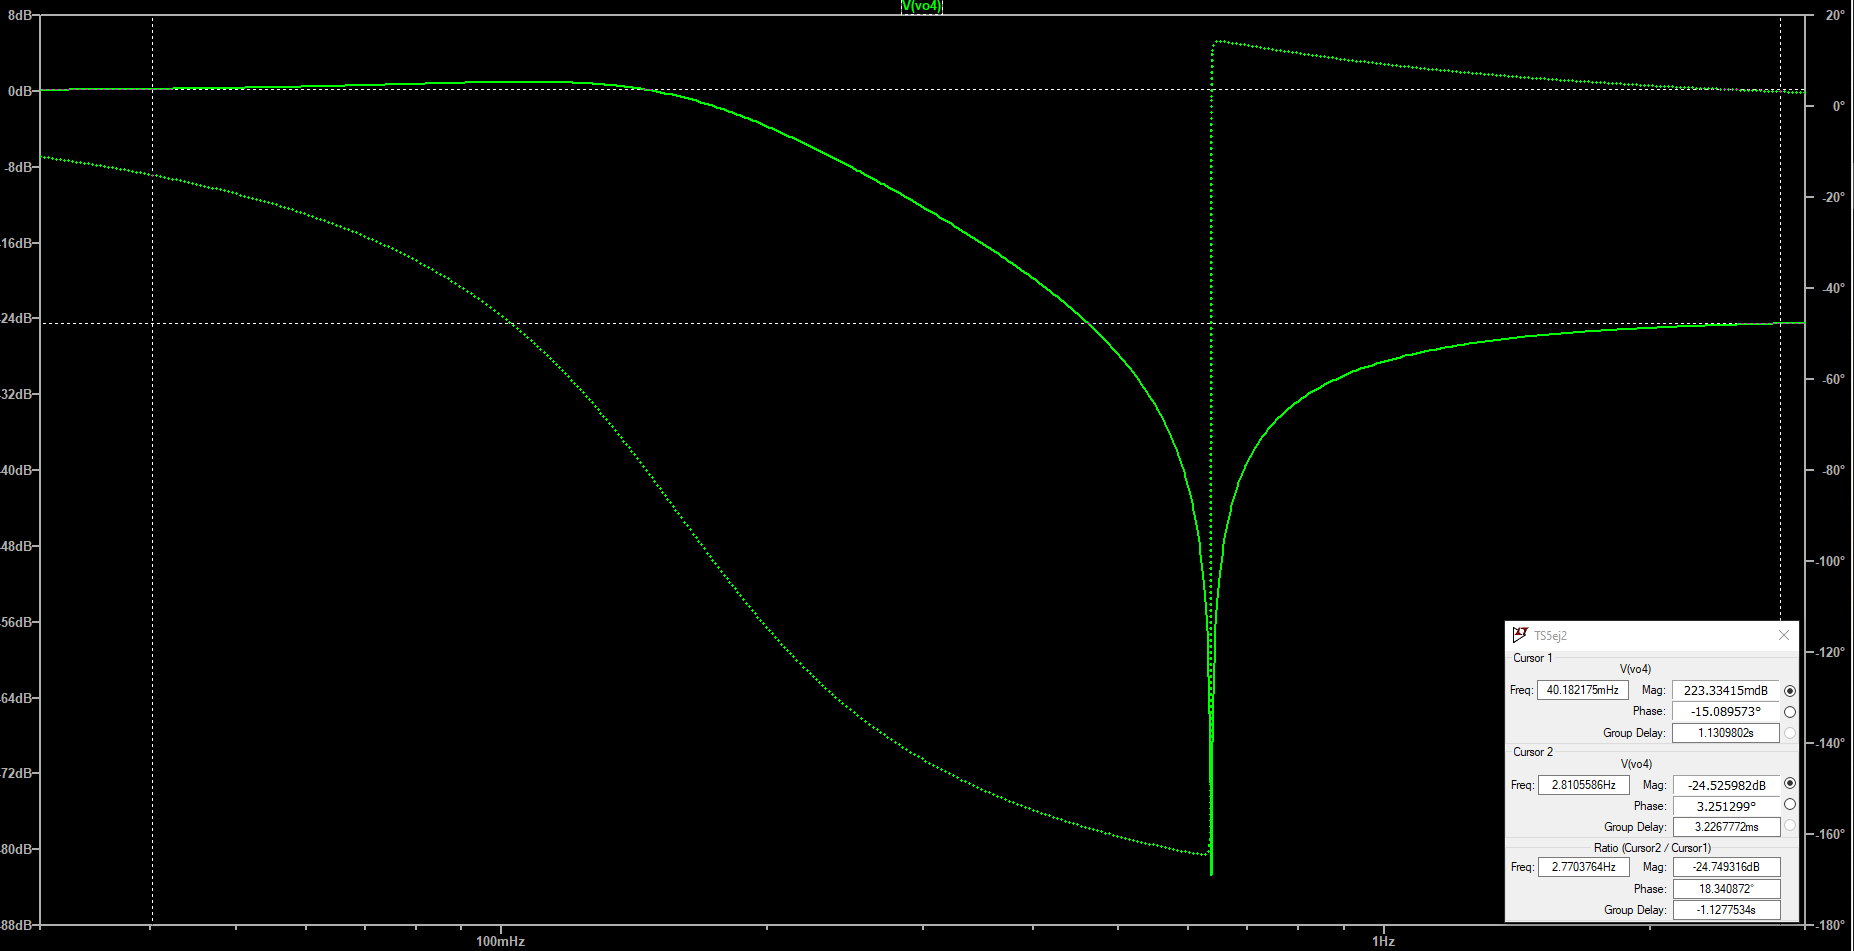 V(vo4)
8dB
20°
0dB
0°
-8dB
-20°
16dB
-40°
24dB
-60°
32dB
-80°
40dB
-100°
48dB
-120°
56dB
-140°
64dB
-160°
72dB
-180°
80dB
88dB
100mHz
1Hz
TS5ej2
Cursor 1
V(vo4)
Freq: 40.182175mHz Mag: 223.33415mdB
Phase: -15.089573°
Group Delay: 1.1309802s
Cursor 2
V(vo4)
Freq: 2.8105586Hz Mag: -24.525982dB
Phase: 3.251299°
Group Delay: 3.2267772ms
Ratio (Cursor2 / Cursor1)
Freq: 2.7703764Hz Mag: -24.749316dB
Phase: 18.340872°
Group Delay: -1.1277534s